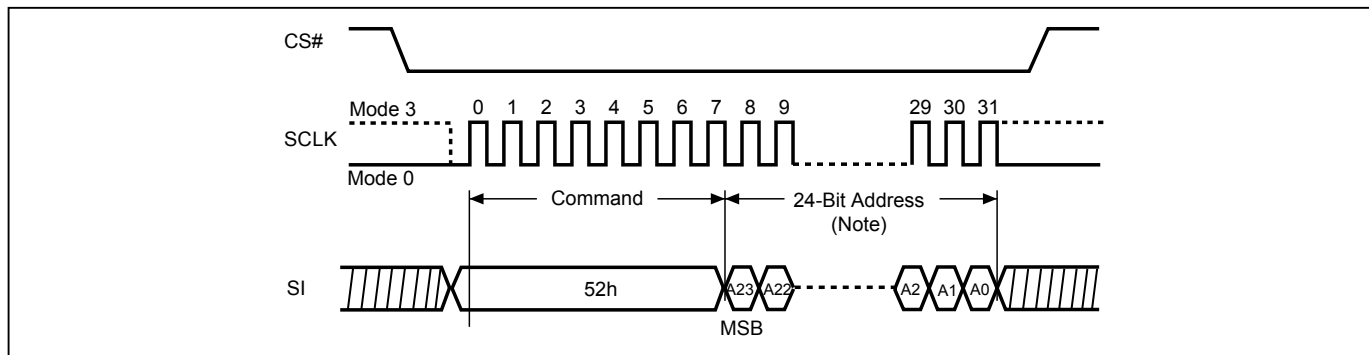 CS#
Mode 3
0 1 2 3 4 5 6 7 8 9 29 30 31
SCLK
Mode 0
Command
24-Bit Address
(Note)
SI
52h
A23 A22 A2 A1 A0
MSB